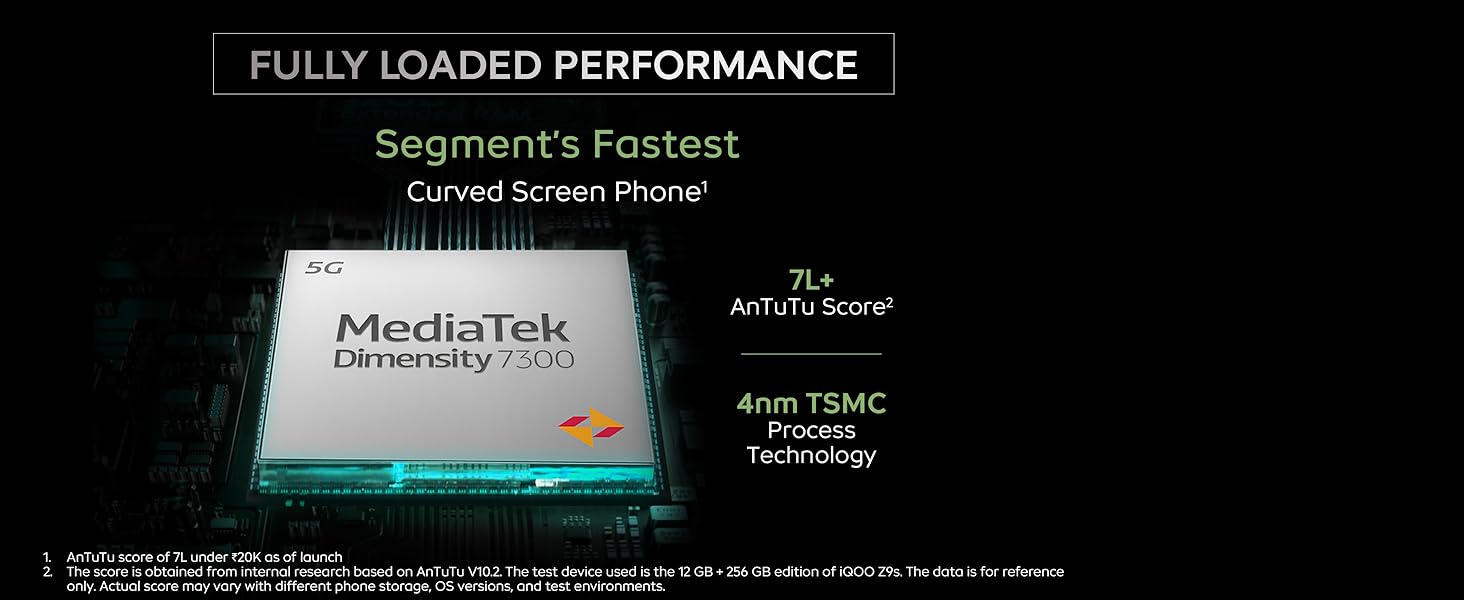 FULLY LOADED PERFORMANCE
Segment's Fastest
Curved Screen Phone¹
5G
MediaTek
Dimensity 7300
7L+
AnTuTu Score²
4nm TSMC
Process
Technology
1. AnTuTu score of 7L under ₹20K as of launch
2. The score is obtained from internal research based on AnTuTu V10.2. The test device used is the 12 GB + 256 GB edition of iQOO Z9s. The data is for reference
only. Actual score may vary with different phone storage, OS versions, and test environments.